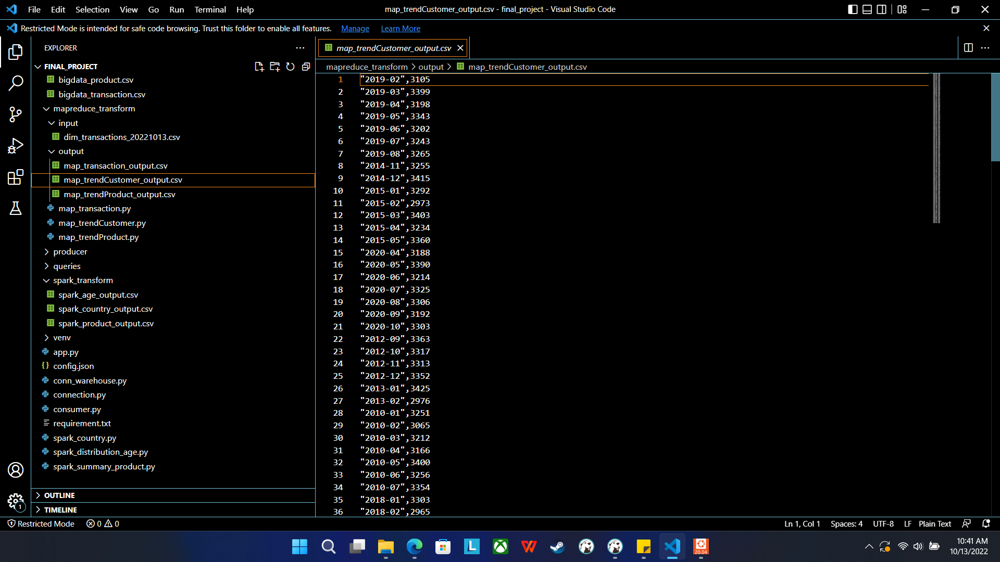 File Edit Selection View Go Run Terminal Help
map_trendCustomer_output.csv - final_project - Visual Studio Code
Restricted Mode is intended for safe code browsing. Trust this folder to enable all features. Manage Learn More
EXPLORER
FINAL_PROJECT
bigdata_product.csv
bigdata_transaction.csv
mapreduce_transform
input
dim_transactions_20221013.csv
output
map_transaction_output.csv
map_trendCustomer_output.csv
map_trendProduct_output.csv
map_transaction.py
map_trendCustomer.py
map_trendProduct.py
producer
queries
spark_transform
spark_age_output.csv
spark_country_output.csv
spark_product_output.csv
venv
app.py
config.json
conn_warehouse.py
connection.py
consumer.py
requirement.txt
spark_country.py
spark_distribution_age.py
spark_summary_product.py
OUTLINE
TIMELINE
1
map_trendCustomer_output.csv
mapreduce_transform > output > map_trendCustomer_output.csv
1 "2019-02",3105
2 "2019-03",3399
3 "2019-04",3198
4 "2019-05",3343
5 "2019-06",3202
6 "2019-07",3243
7 "2019-08",3265
8 "2014-11",3255
9 "2014-12",3415
10 "2015-01",3292
11 "2015-02",2973
12 "2015-03",3403
13 "2015-04",3234
14 "2015-05",3360
15 "2020-04",3188
16 "2020-05",3390
17 "2020-06",3214
18 "2020-07",3325
19 "2020-08",3306
20 "2020-09",3192
21 "2020-10",3303
22 "2012-09",3363
23 "2012-10",3317
24 "2012-11",3313
25 "2012-12",3352
26 "2013-01",3425
27 "2013-02",2976
28 "2010-01",3251
29 "2010-02",3065
30 "2010-03",3212
31 "2010-04",3166
32 "2010-05",3400
33 "2010-06",3256
34 "2010-07",3354
35 "2018-01",3303
36 "2018-02",2965
Restricted Mode 0 0
Ln 1, Col 1 Spaces: 4 UTF-8 LF Plain Text
L
20.04
10:41 AM
10/13/2022